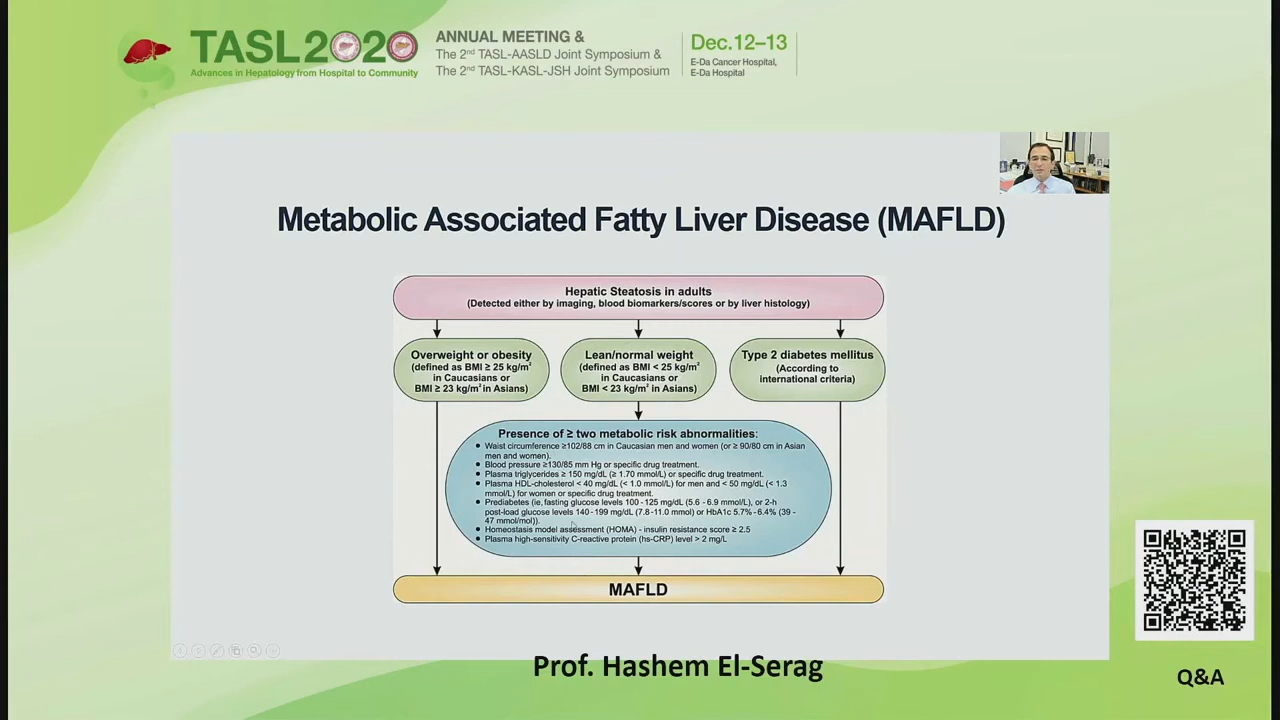 TASL2020
Advances in Hepatology from Hospital to Community
ANNUAL MEETING &
The 2nd TASL-AASLD Joint Symposium &
The 2nd TASL-KASL-JSH Joint Symposium
Dec.12–13
E-Da Cancer Hospital,
E-Da Hospital
Metabolic Associated Fatty Liver Disease (MAFLD)
Hepatic Steatosis in adults
(Detected either by imaging, blood biomarkers/scores or by liver histology)
Overweight or obesity
(defined as BMI ≥ 25 kg/m²
in Caucasians or
BMI ≥ 23 kg/m² in Asians)
Lean/normal weight
(defined as BMI < 25 kg/m²
in Caucasians or
BMI < 23 kg/m² in Asians)
Type 2 diabetes mellitus
(According to
international criteria)
Presence of ≥ two metabolic risk abnormalities:
• Waist circumference ≥102/88 cm in Caucasian men and women (or ≥ 90/80 cm in Asian
men and women).
• Blood pressure ≥130/85 mm Hg or specific drug treatment.
• Plasma triglycerides ≥ 150 mg/dL (≥ 1.70 mmol/L) or specific drug treatment.
• Plasma HDL-cholesterol < 40 mg/dL (< 1.0 mmol/L) for men and < 50 mg/dL (< 1.3
mmol/L) for women or specific drug treatment.
• Prediabetes (ie, fasting glucose levels 100 - 125 mg/dL (5.6 - 6.9 mmol/L), or 2-h
post-load glucose levels 140 - 199 mg/dL (7.8 -11.0 mmol) or HbA1c 5.7% - 6.4% (39 -
47 mmol/mol)).
• Homeostasis model assessment (HOMA) - insulin resistance score ≥ 2.5
• Plasma high-sensitivity C-reactive protein (hs-CRP) level > 2 mg/L
MAFLD
Prof. Hashem El-Serag
Q&A